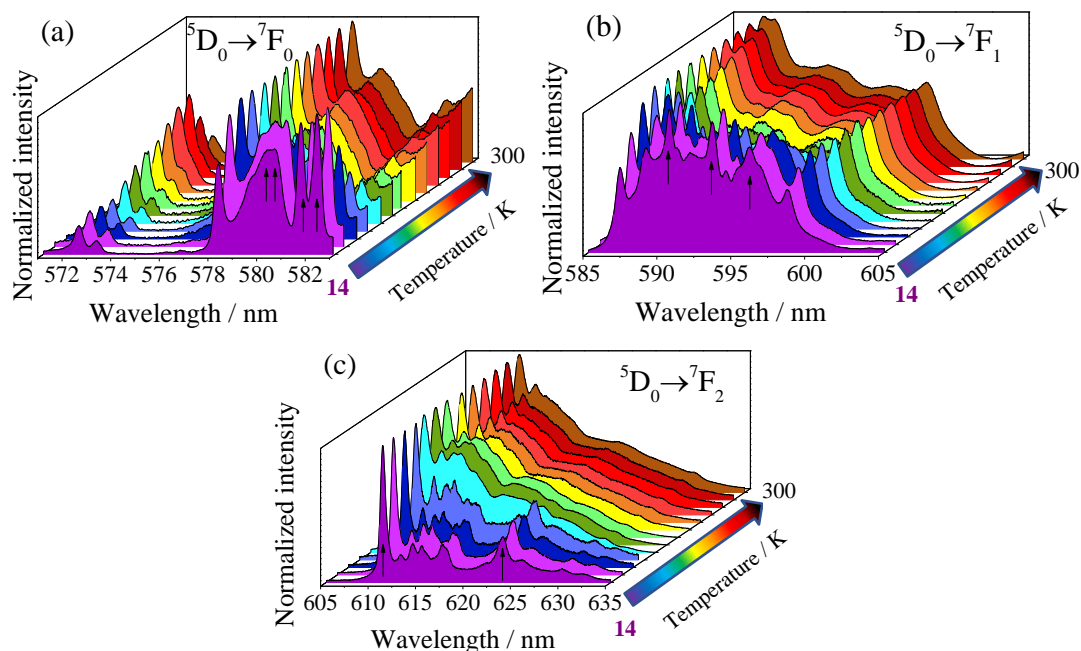 (a)
⁵D₀→⁷F₀
Normalized intensity
572 574 576 578 580 582
Wavelength / nm
14
Temperature / K
300
(b)
⁵D₀→⁷F₁
Normalized intensity
585 590 595 600 605
Wavelength / nm
14
Temperature / K
300
(c)
⁵D₀→⁷F₂
Normalized intensity
605 610 615 620 625 630 635
Wavelength / nm
14
Temperature / K
300